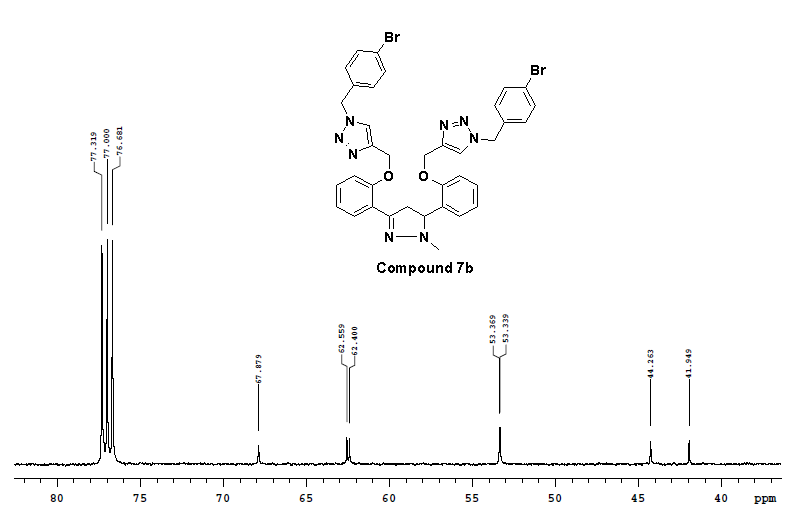 Br
Br
N
N
N
N
N
N
O
O
N
N
Compound 7b
77.319
77.000
76.681
67.879
62.559
62.400
53.369
53.339
44.263
41.949
80 75 70 65 60 55 50 45 40 ppm